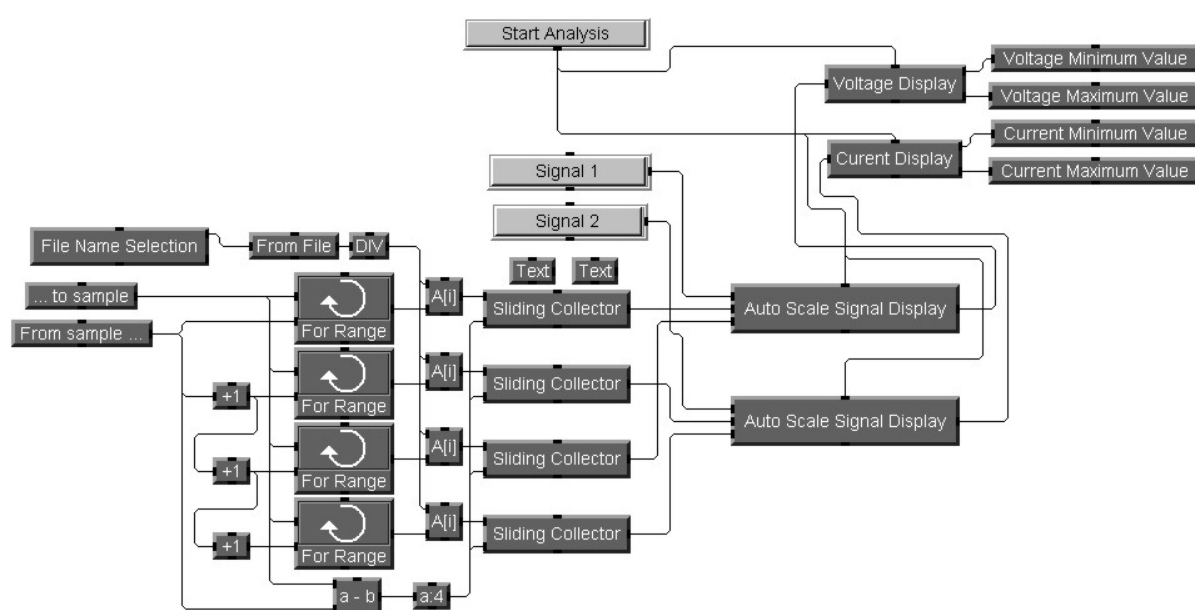 Start Analysis
Voltage Minimum Value
Voltage Display
Voltage Maximum Value
Current Minimum Value
Curent Display
Current Maximum Value
Signal 1
Signal 2
File Name Selection
From File
DIV
Text
Text
... to sample
A[i]
Sliding Collector
Auto Scale Signal Display
From sample ...
For Range
A[i]
Sliding Collector
+1
For Range
Auto Scale Signal Display
A[i]
Sliding Collector
+1
For Range
A[i]
Sliding Collector
+1
For Range
a - b
a:4